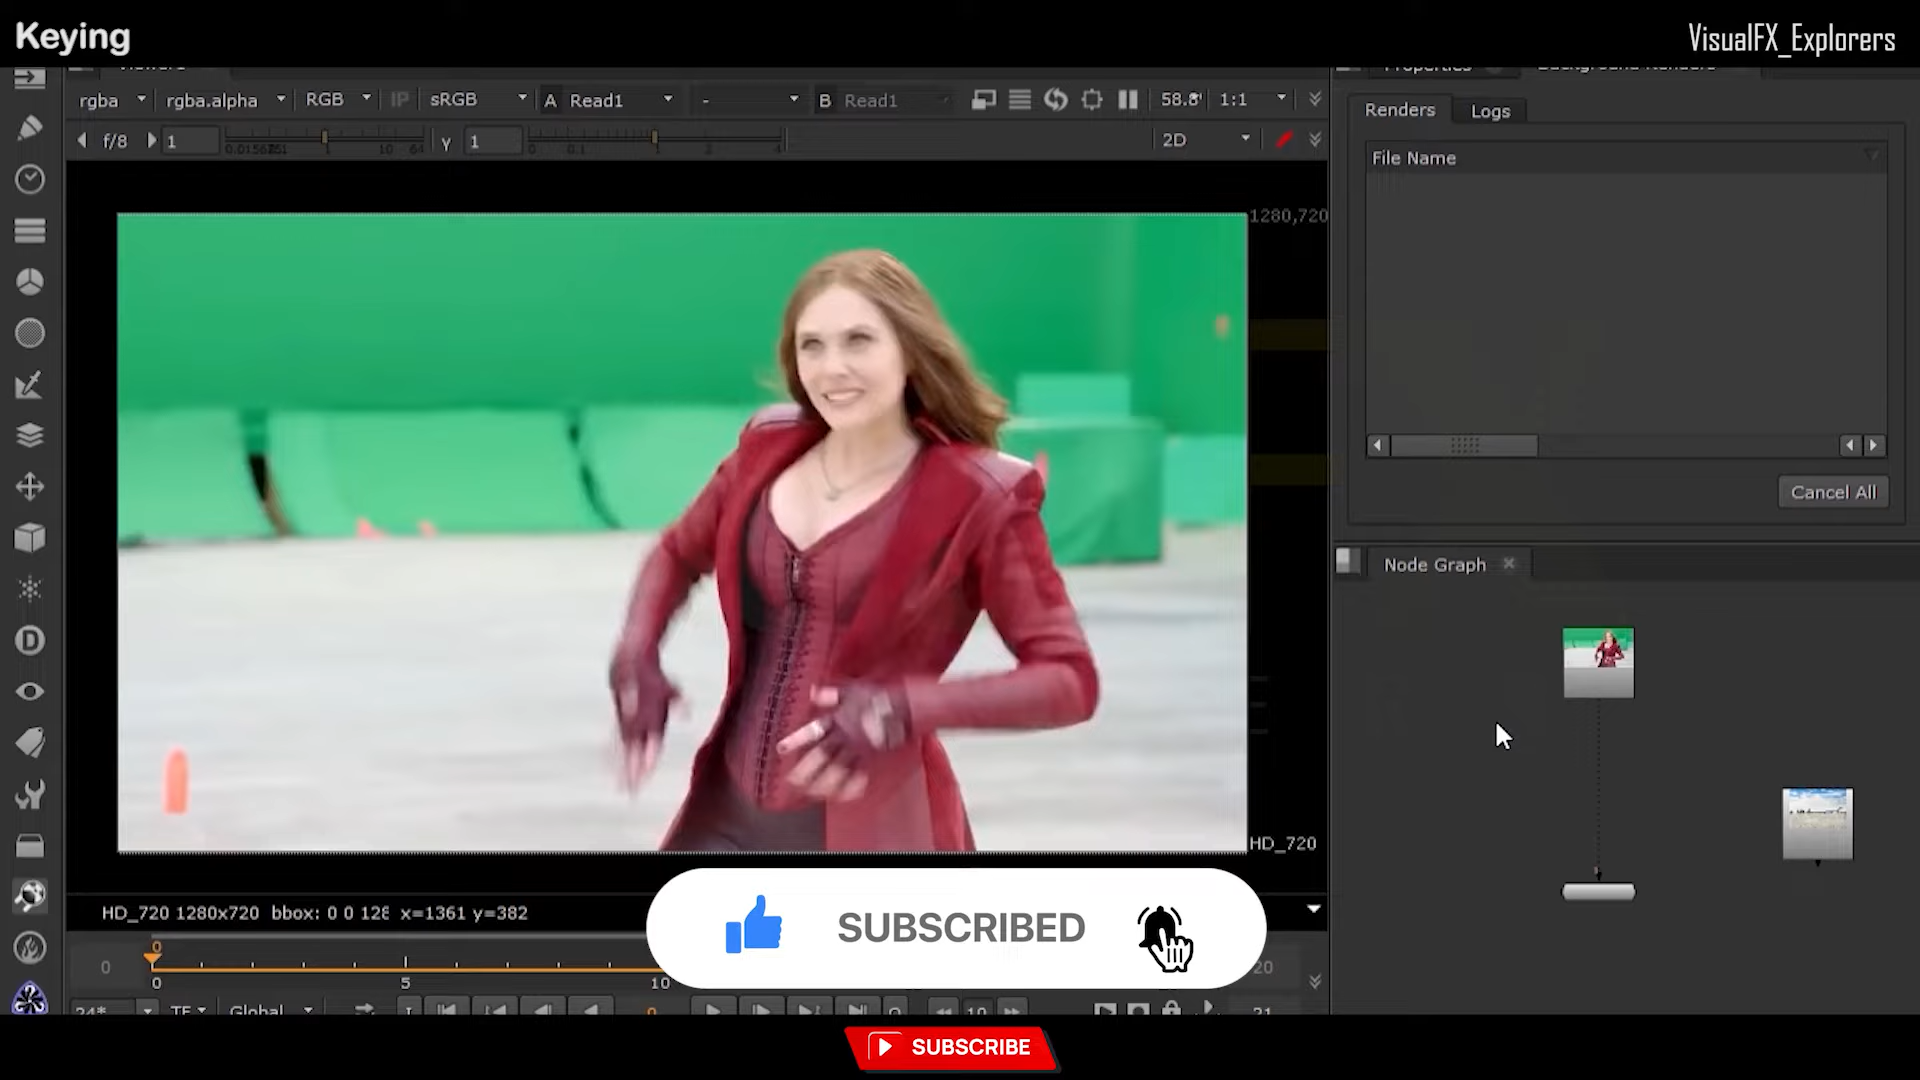 Keying
VisualFX_Explorers
rgba rgba.alpha RGB IP sRGB A Read1 - B Read1 1:1
f/8 1 γ 1 2D
Renders Logs
File Name
Cancel All
Node Graph
1280,720
HD_720
HD_720 1280x720 bbox: 0 0 128 x=1361 y=382
SUBSCRIBED
0 0 5 10 20
TF Global
SUBSCRIBE